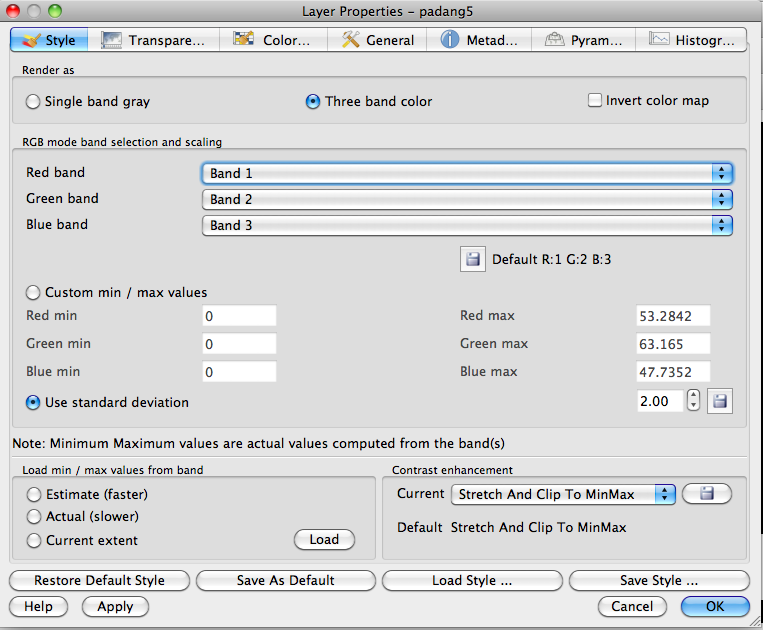 Layer Properties - padang5
Style Transpare... Color... General Metad... Pyram... Histogr...
Render as
Single band gray Three band color Invert color map
RGB mode band selection and scaling
Red band Band 1
Green band Band 2
Blue band Band 3
Default R:1 G:2 B:3
Custom min / max values
Red min 0 Red max 53.2842
Green min 0 Green max 63.165
Blue min 0 Blue max 47.7352
Use standard deviation 2.00
Note: Minimum Maximum values are actual values computed from the band(s)
Load min / max values from band Contrast enhancement
Estimate (faster) Current Stretch And Clip To MinMax
Actual (slower)
Default Stretch And Clip To MinMax
Current extent Load
Restore Default Style Save As Default Load Style ... Save Style ...
Help Apply Cancel OK